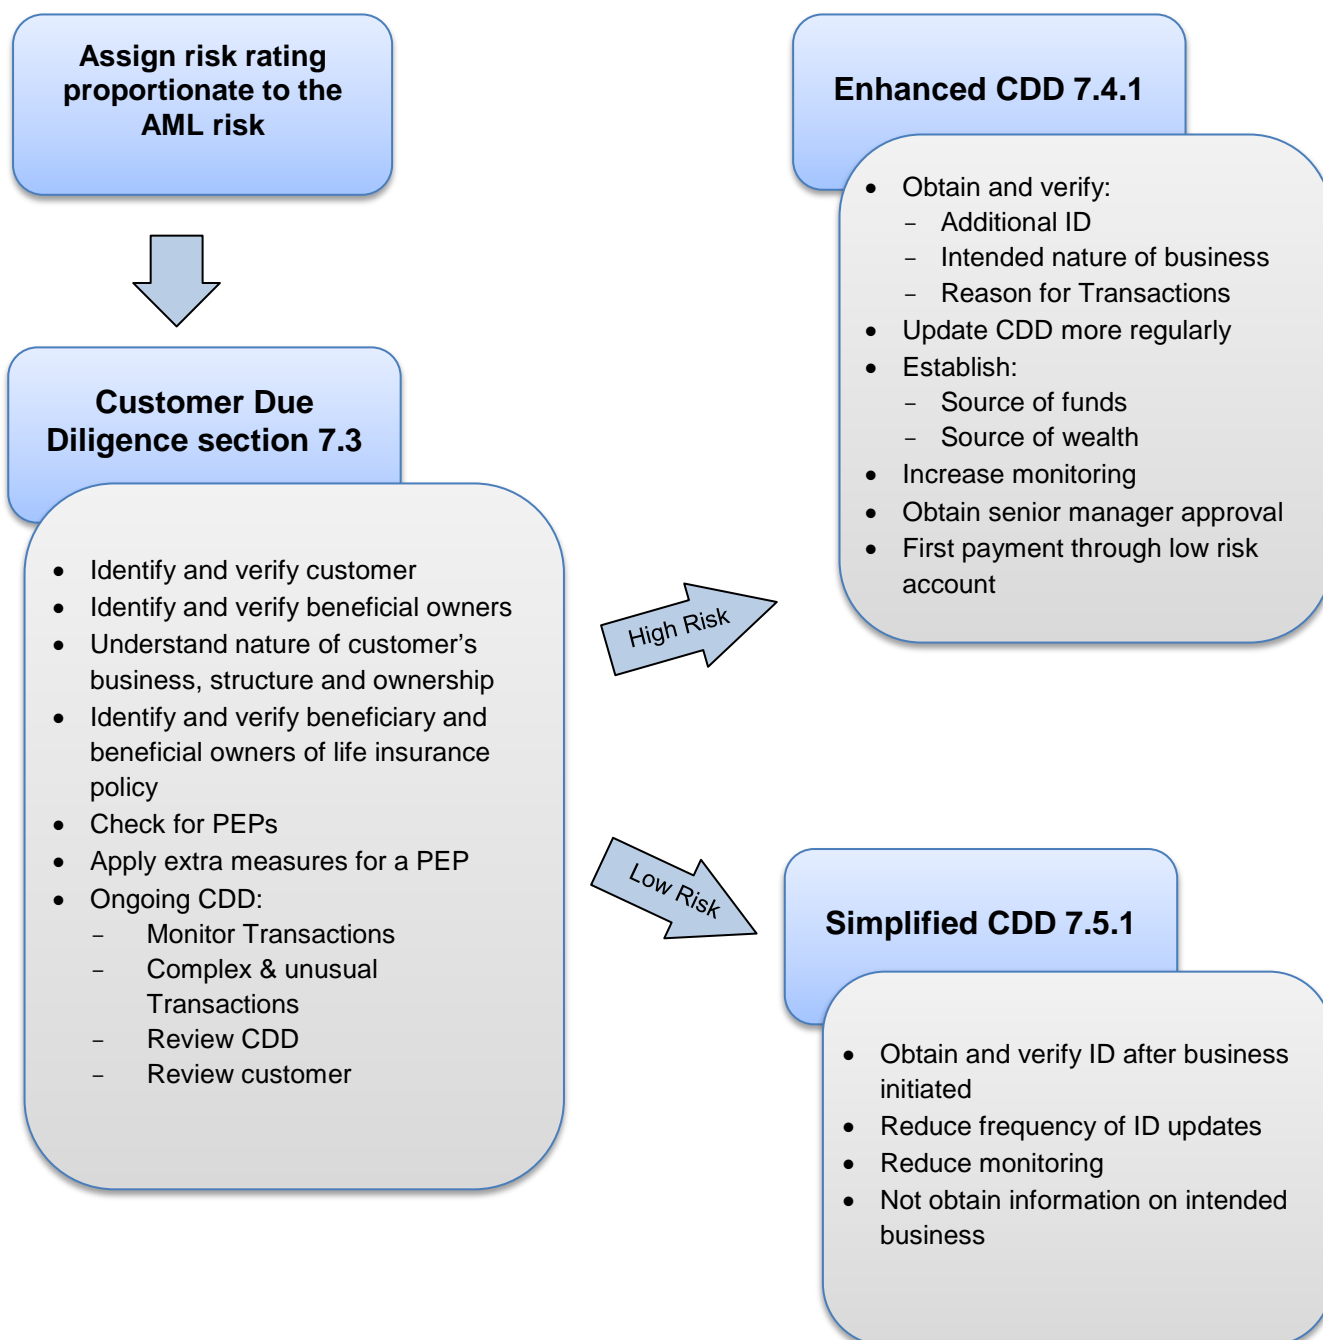 Assign risk rating
proportionate to the
AML risk
Customer Due
Diligence section 7.3
• Identify and verify customer
• Identify and verify beneficial owners
• Understand nature of customer’s
business, structure and ownership
• Identify and verify beneficiary and
beneficial owners of life insurance
policy
• Check for PEPs
• Apply extra measures for a PEP
• Ongoing CDD:
– Monitor Transactions
– Complex & unusual
Transactions
– Review CDD
– Review customer
High Risk
Low Risk
Enhanced CDD 7.4.1
• Obtain and verify:
– Additional ID
– Intended nature of business
– Reason for Transactions
• Update CDD more regularly
• Establish:
– Source of funds
– Source of wealth
• Increase monitoring
• Obtain senior manager approval
• First payment through low risk
account
Simplified CDD 7.5.1
• Obtain and verify ID after business
initiated
• Reduce frequency of ID updates
• Reduce monitoring
• Not obtain information on intended
business